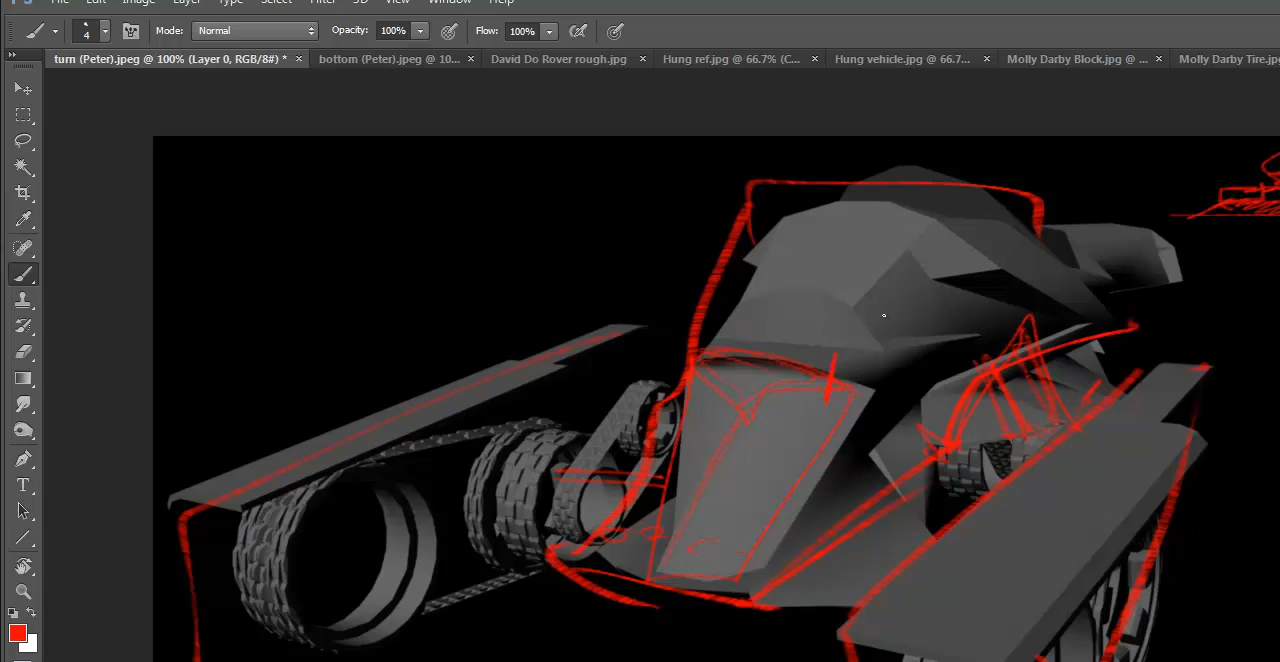 File Edit Image Layer Type Select Filter 3D View Window Help
4 Mode: Normal Opacity: 100% Flow: 100%
turn (Peter).jpeg @ 100% (Layer 0, RGB/8#) * × bottom (Peter).jpeg @ 10... × David Do Rover rough.jpg × Hung ref.jpg @ 66.7% (C... × Hung vehicle.jpg @ 66.7... × Molly Darby Block.jpg @ ... × Molly Darby Tire.jpg